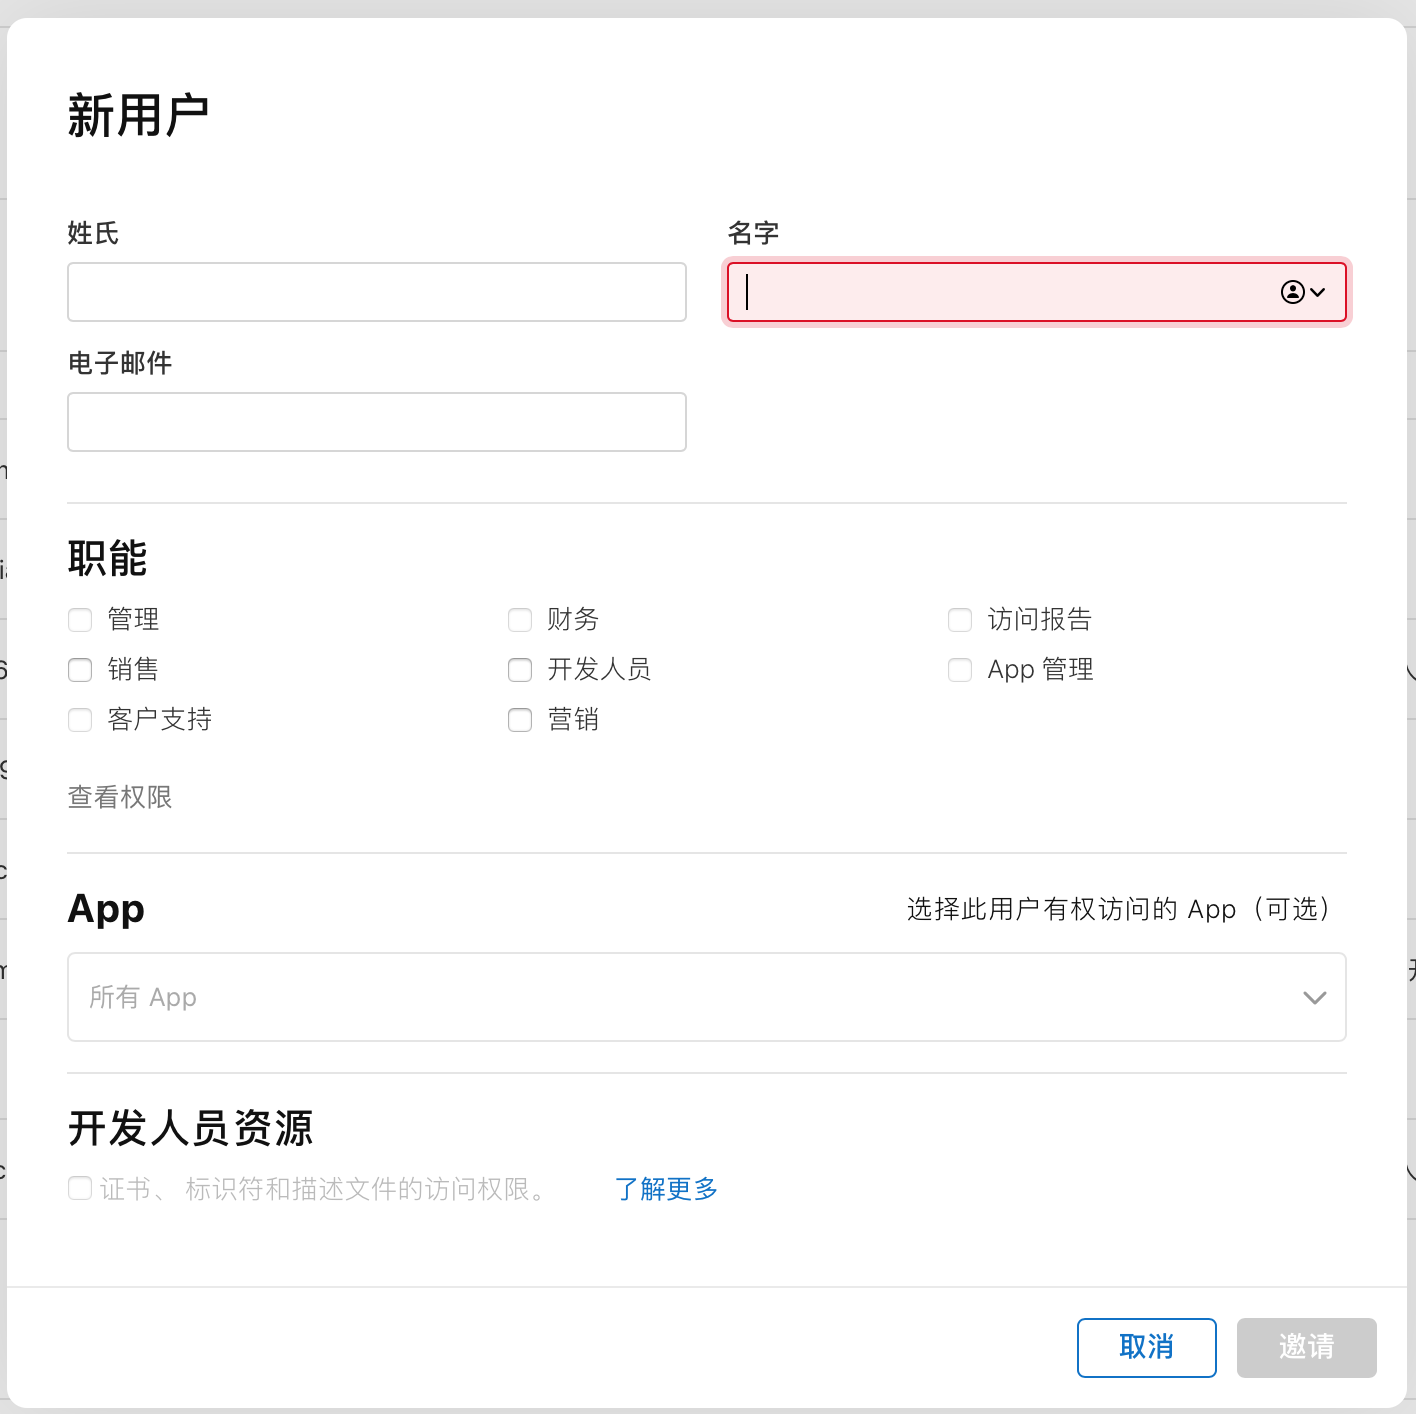 新用户
姓氏
名字
电子邮件
职能
管理
财务
访问报告
销售
开发人员
App 管理
客户支持
营销
查看权限
App
选择此用户有权访问的 App（可选）
所有 App
开发人员资源
证书、 标识符和描述文件的访问权限。
了解更多
取消
邀请